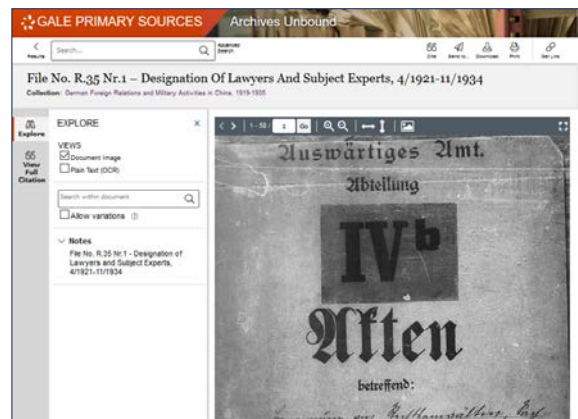 GALE PRIMARY SOURCES
Archives Unbound
Results
Search...
Advanced Search
Cite
Send to...
Download
Print
Get Link
File No. R.35 Nr.1 – Designation Of Lawyers And Subject Experts, 4/1921-11/1934
Collection: German Foreign Relations and Military Activities in China, 1919-1935
Explore
View Full Citation
EXPLORE
×
VIEWS
Document Image
Plain Text (OCR)
Search within document
Allow variations
Notes
File No. R.35 Nr.1 - Designation of
Lawyers and Subject Experts,
4/1921-11/1934
1 - 58 /
1
Go
Auswärtiges Amt.
Abteilung
IVb
Akten
betreffend: